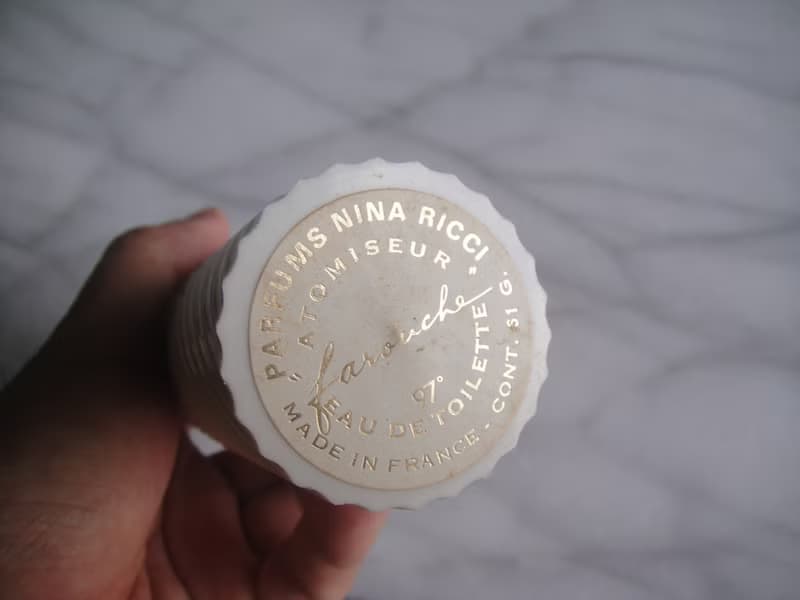 PARFUMS NINA RICCI
"ATOMISEUR"
farouche
97°
EAU DE TOILETTE
MADE IN FRANCE - CONT. 51 G.